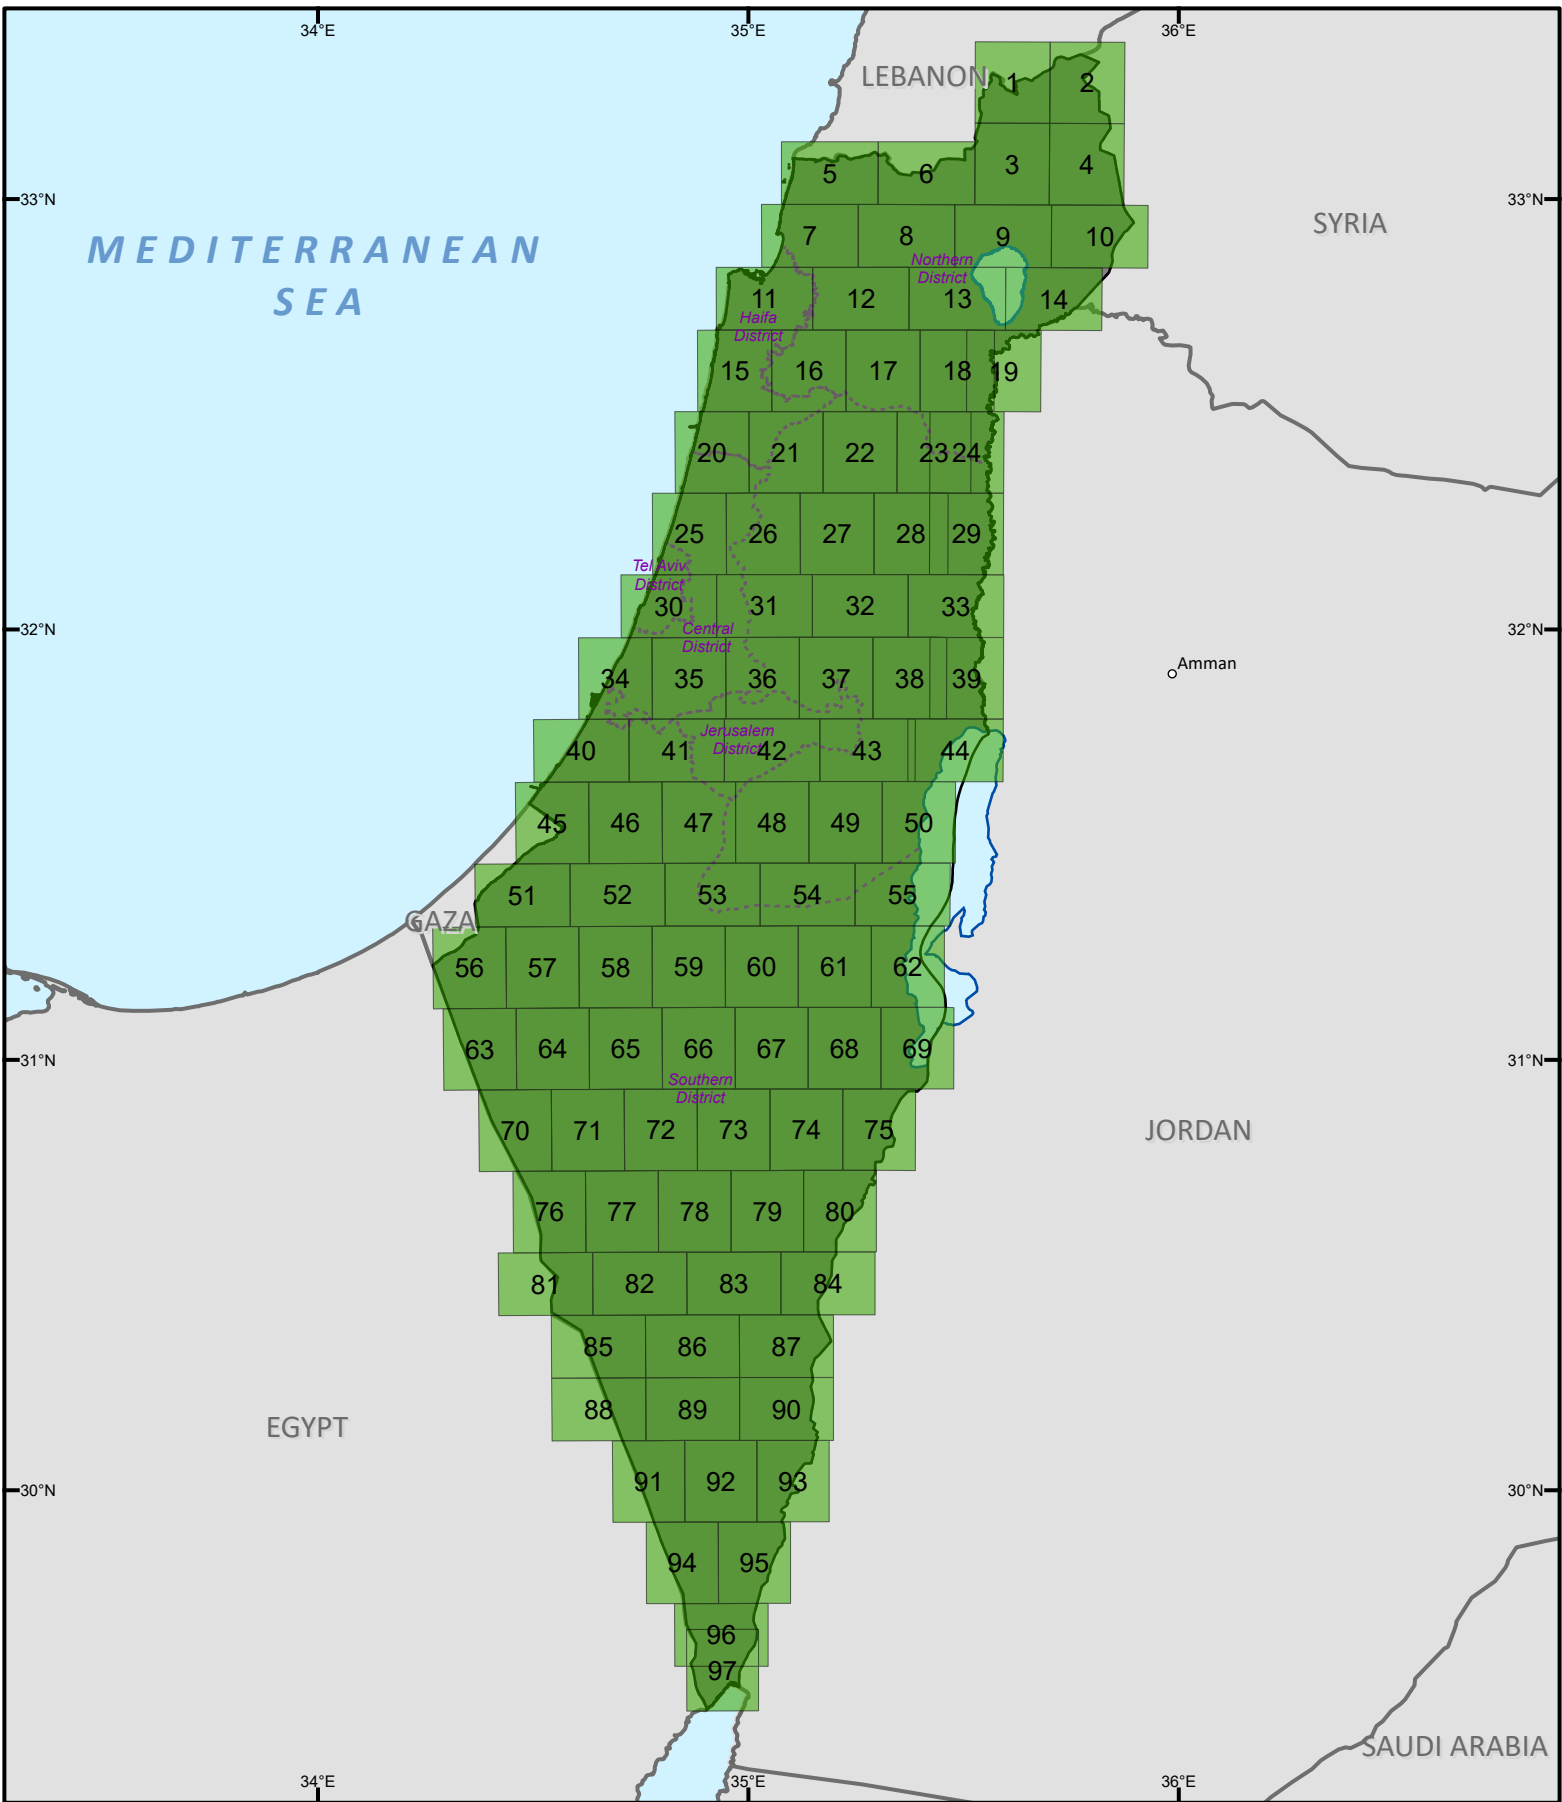 34°E 35°E 36°E
LEBANON 1 2
5 6 3 4
33°N 33°N
SYRIA
MEDITERRANEAN
SEA
7 8 9 10
Northern
District
11 12 13 14
Haifa
District
15 16 17 18 19
20 21 22 23 24
25 26 27 28 29
Tel Aviv
District
30 31 32 33
32°N 32°N
Central
District
Amman
34 35 36 37 38 39
Jerusalem
District
40 41 42 43 44
45 46 47 48 49 50
51 52 53 54 55
GAZA
56 57 58 59 60 61 62
63 64 65 66 67 68 69
31°N 31°N
Southern
District
70 71 72 73 74 75
JORDAN
76 77 78 79 80
81 82 83 84
85 86 87
88 89 90
EGYPT
91 92 93
30°N 30°N
94 95
96
97
SAUDI ARABIA
34°E 35°E 36°E